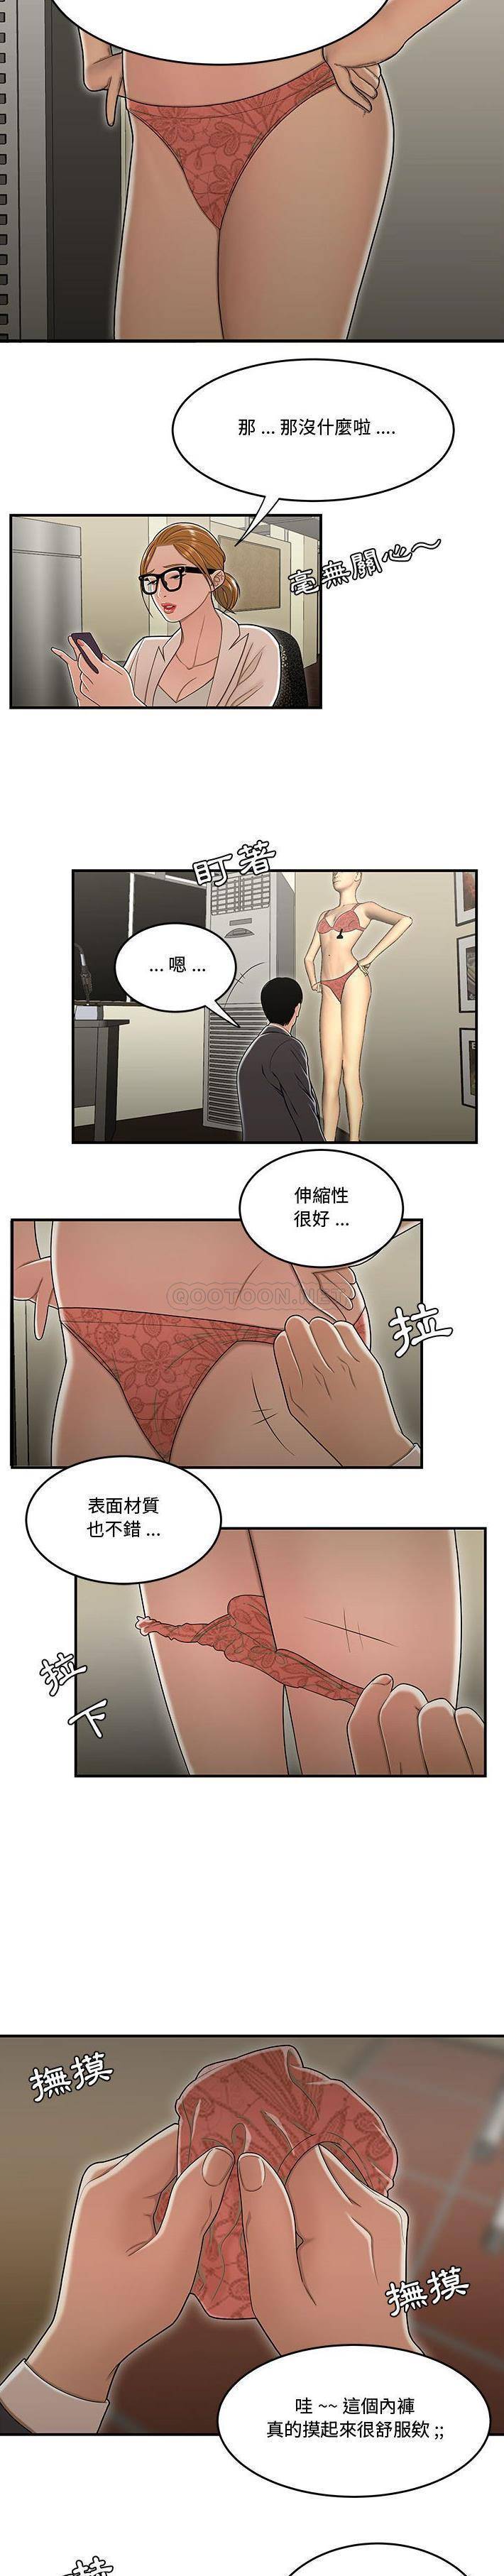 那 ... 那沒什麼啦 ....
毫無關心～
盯著
... 嗯 ...
伸縮性
很好 ...
QOOTOON.NET
拉
表面材質
也不錯 ...
拉
下
撫摸
撫摸
哇 ~~ 這個內褲
真的摸起來很舒服欸 ;;